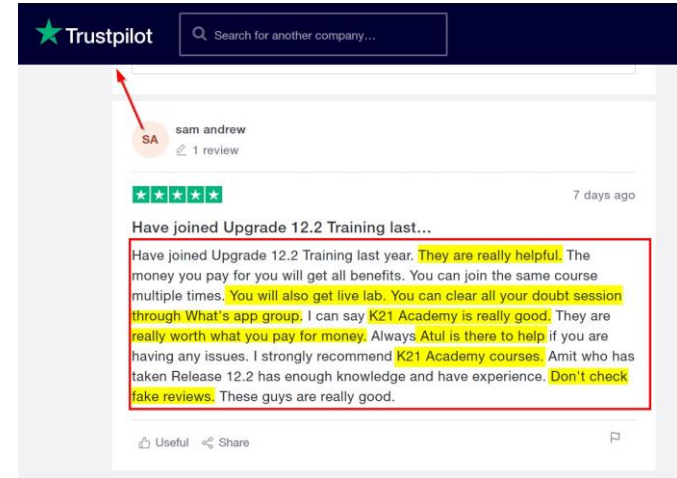 Trustpilot
Search for another company...
SA
sam andrew
1 review
7 days ago
Have joined Upgrade 12.2 Training last...
Have joined Upgrade 12.2 Training last year. They are really helpful. The
money you pay for you will get all benefits. You can join the same course
multiple times. You will also get live lab. You can clear all your doubt session
through What's app group. I can say K21 Academy is really good. They are
really worth what you pay for money. Always Atul is there to help if you are
having any issues. I strongly recommend K21 Academy courses. Amit who has
taken Release 12.2 has enough knowledge and have experience. Don't check
fake reviews. These guys are really good.
Useful
Share